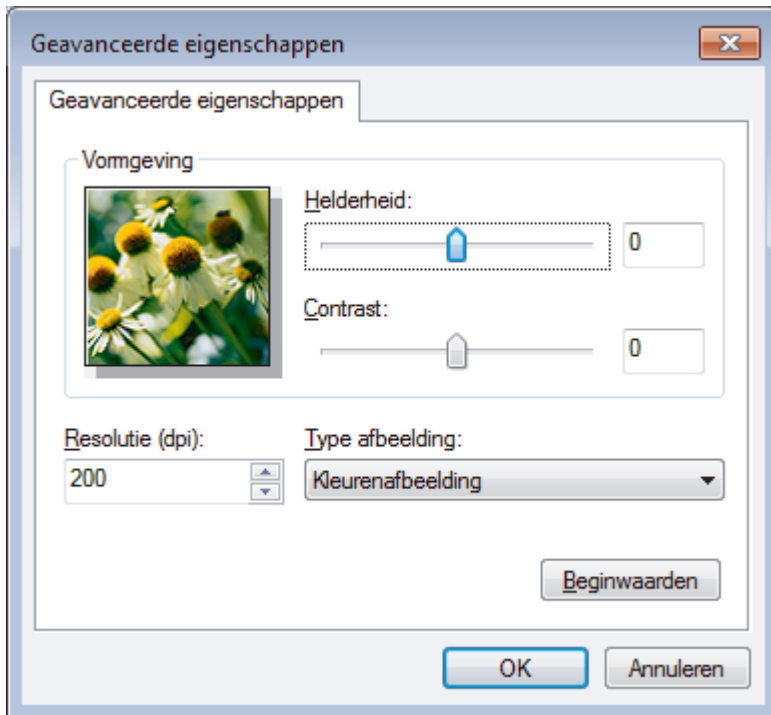 Geavanceerde eigenschappen
Geavanceerde eigenschappen
Vormgeving
Helderheid:
0
Contrast:
0
Resolutie (dpi):
Type afbeelding:
200
Kleurenafbeelding
Beginwaarden
OK
Annuleren